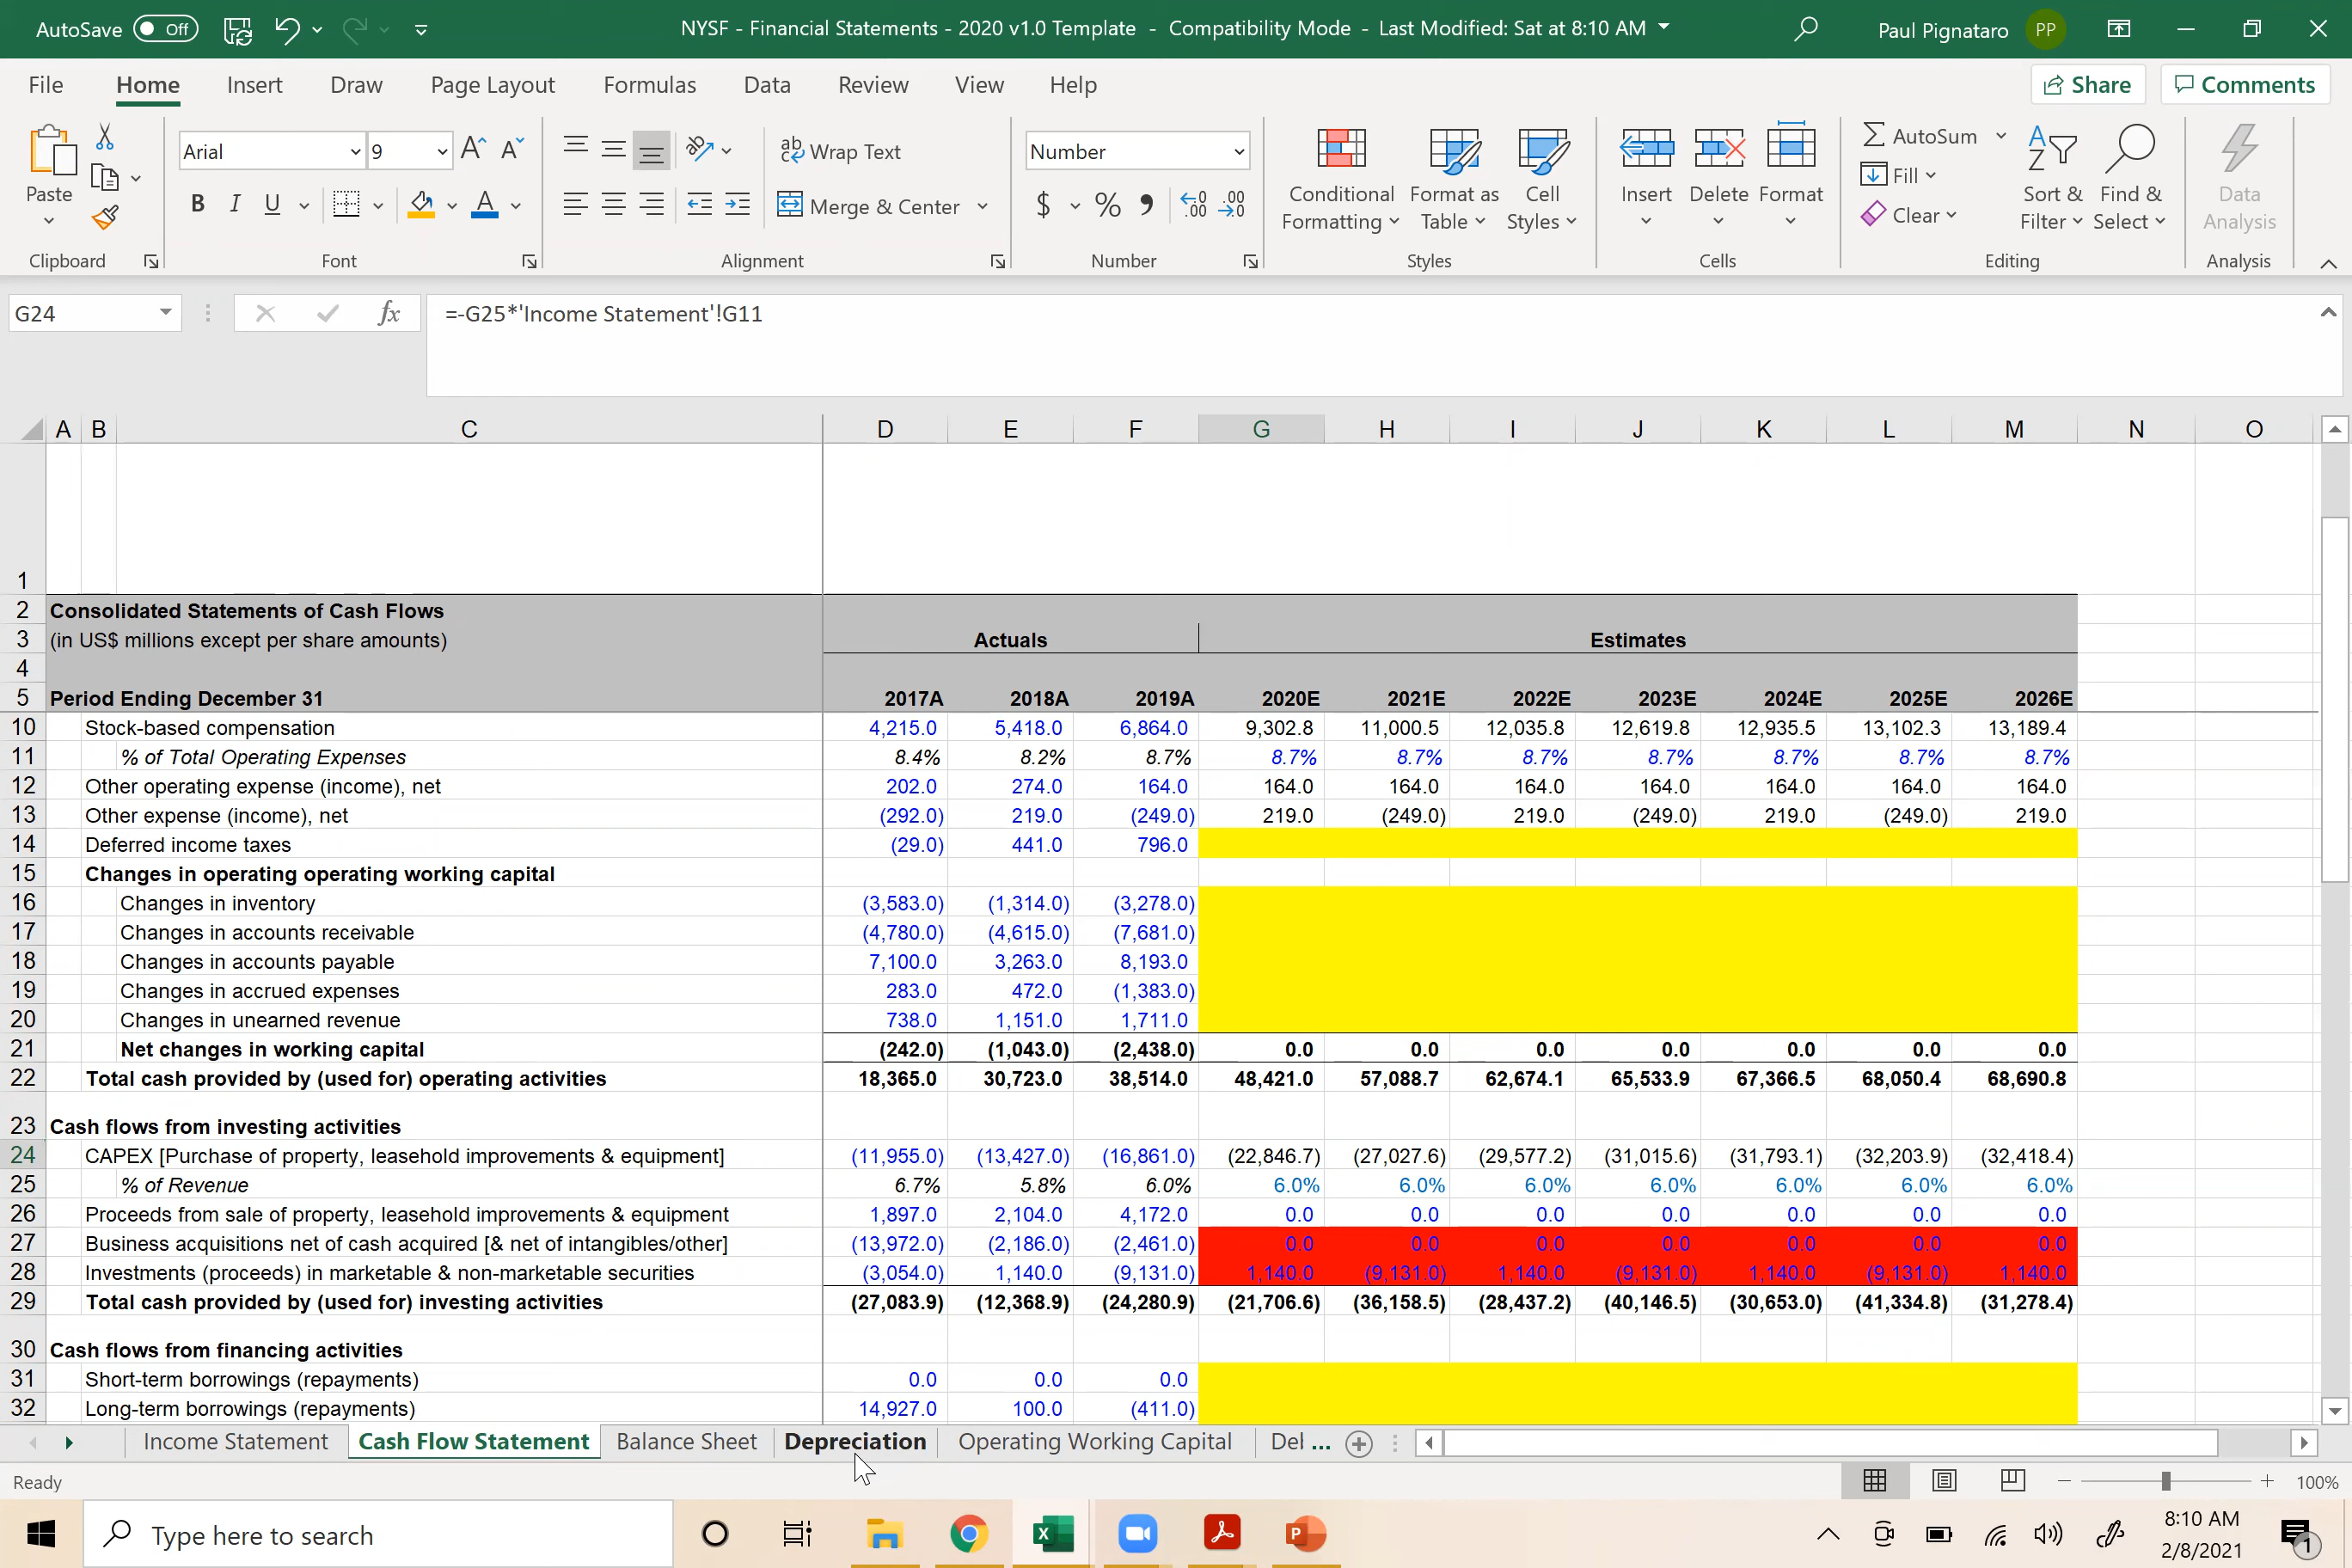 AutoSave Off NYSF - Financial Statements - 2020 v1.0 Template - Compatibility Mode - Last Modified: Sat at 8:10 AM Paul Pignataro PP
File Home Insert Draw Page Layout Formulas Data Review View Help Share Comments
Arial 9 Wrap Text Number AutoSum
Paste B I U Merge & Center $ % Conditional Formatting Format as Table Cell Styles Insert Delete Format Fill Clear Sort & Filter Find & Select Data Analysis
Clipboard Font Alignment Number Styles Cells Editing Analysis
G24 fx =-G25*'Income Statement'!G11
A B C D E F G H I J K L M N O
1
2 Consolidated Statements of Cash Flows
3 (in US$ millions except per share amounts) Actuals Estimates
4
5 Period Ending December 31 2017A 2018A 2019A 2020E 2021E 2022E 2023E 2024E 2025E 2026E
10 Stock-based compensation 4,215.0 5,418.0 6,864.0 9,302.8 11,000.5 12,035.8 12,619.8 12,935.5 13,102.3 13,189.4
11 % of Total Operating Expenses 8.4% 8.2% 8.7% 8.7% 8.7% 8.7% 8.7% 8.7% 8.7% 8.7%
12 Other operating expense (income), net 202.0 274.0 164.0 164.0 164.0 164.0 164.0 164.0 164.0 164.0
13 Other expense (income), net (292.0) 219.0 (249.0) 219.0 (249.0) 219.0 (249.0) 219.0 (249.0) 219.0
14 Deferred income taxes (29.0) 441.0 796.0
15 Changes in operating operating working capital
16 Changes in inventory (3,583.0) (1,314.0) (3,278.0)
17 Changes in accounts receivable (4,780.0) (4,615.0) (7,681.0)
18 Changes in accounts payable 7,100.0 3,263.0 8,193.0
19 Changes in accrued expenses 283.0 472.0 (1,383.0)
20 Changes in unearned revenue 738.0 1,151.0 1,711.0
21 Net changes in working capital (242.0) (1,043.0) (2,438.0) 0.0 0.0 0.0 0.0 0.0 0.0 0.0
22 Total cash provided by (used for) operating activities 18,365.0 30,723.0 38,514.0 48,421.0 57,088.7 62,674.1 65,533.9 67,366.5 68,050.4 68,690.8
23 Cash flows from investing activities
24 CAPEX [Purchase of property, leasehold improvements & equipment] (11,955.0) (13,427.0) (16,861.0) (22,846.7) (27,027.6) (29,577.2) (31,015.6) (31,793.1) (32,203.9) (32,418.4)
25 % of Revenue 6.7% 5.8% 6.0% 6.0% 6.0% 6.0% 6.0% 6.0% 6.0% 6.0%
26 Proceeds from sale of property, leasehold improvements & equipment 1,897.0 2,104.0 4,172.0 0.0 0.0 0.0 0.0 0.0 0.0 0.0
27 Business acquisitions net of cash acquired [& net of intangibles/other] (13,972.0) (2,186.0) (2,461.0) 0.0 0.0 0.0 0.0 0.0 0.0 0.0
28 Investments (proceeds) in marketable & non-marketable securities (3,054.0) 1,140.0 (9,131.0) 1,140.0 (9,131.0) 1,140.0 (9,131.0) 1,140.0 (9,131.0) 1,140.0
29 Total cash provided by (used for) investing activities (27,083.9) (12,368.9) (24,280.9) (21,706.6) (36,158.5) (28,437.2) (40,146.5) (30,653.0) (41,334.8) (31,278.4)
30 Cash flows from financing activities
31 Short-term borrowings (repayments) 0.0 0.0 0.0
32 Long-term borrowings (repayments) 14,927.0 100.0 (411.0)
Income Statement Cash Flow Statement Balance Sheet Depreciation Operating Working Capital Del ...
Ready 100%
Type here to search 8:10 AM
2/8/2021 1